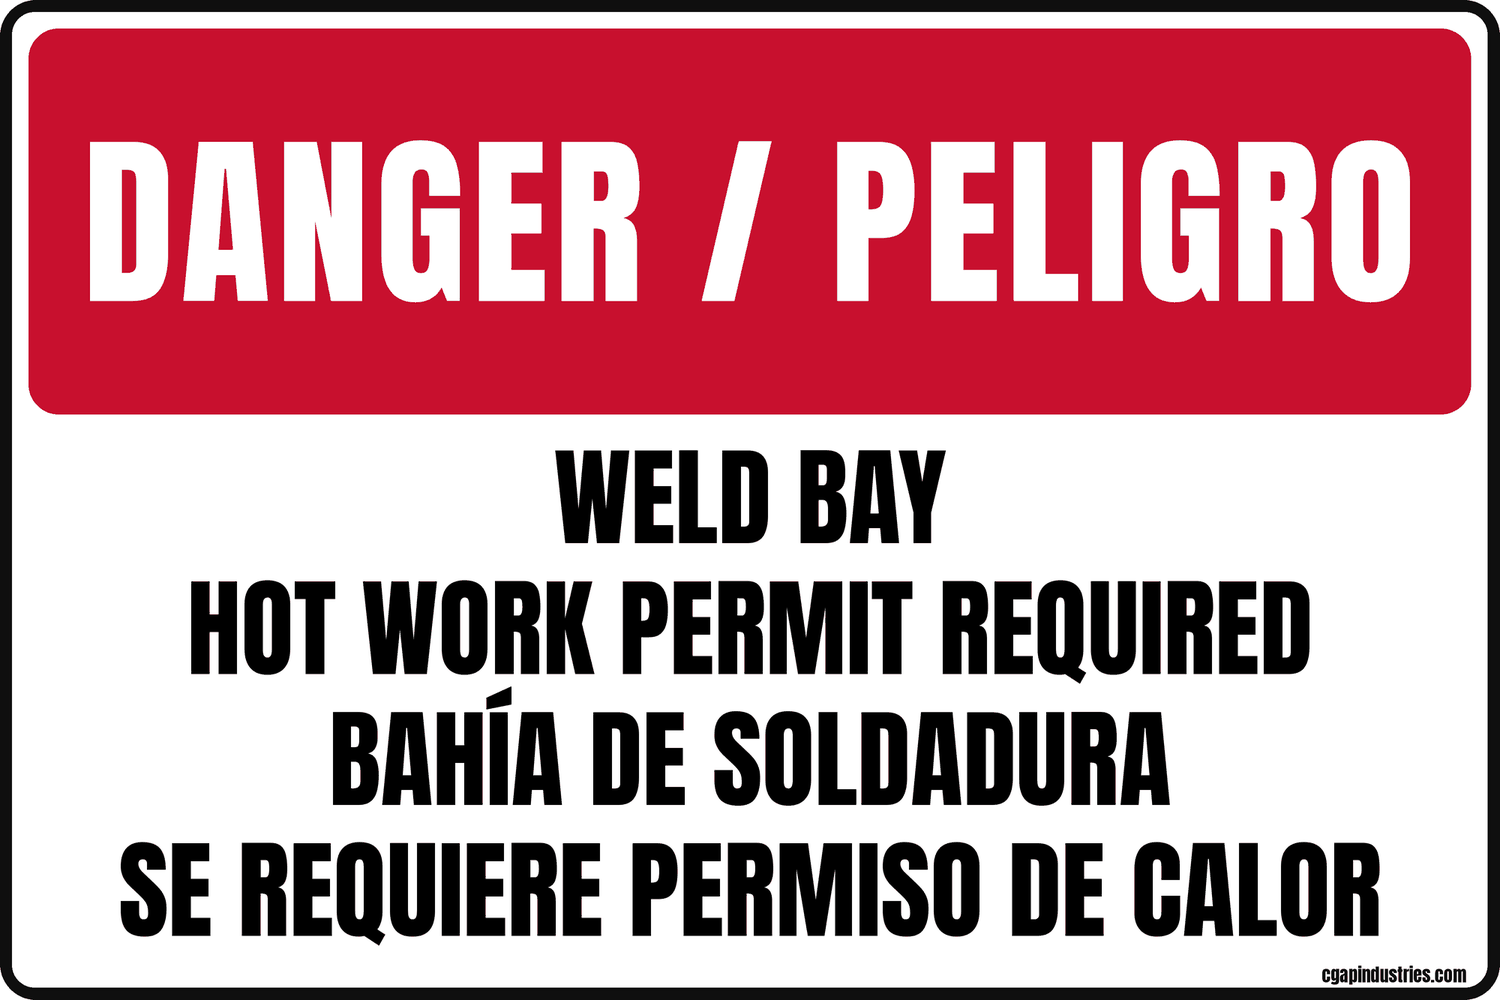 DANGER / PELIGRO
WELD BAY
HOT WORK PERMIT REQUIRED
BAHÍA DE SOLDADURA
SE REQUIERE PERMISO DE CALOR
cgapindustries.com